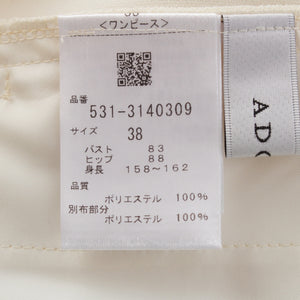 <ワンピース>
品番
531-3140309
サイズ
38
バスト 83
ヒップ 88
身長 158~162
品質
ポリエステル 100%
別布部分
ポリエステル 100%
ADO